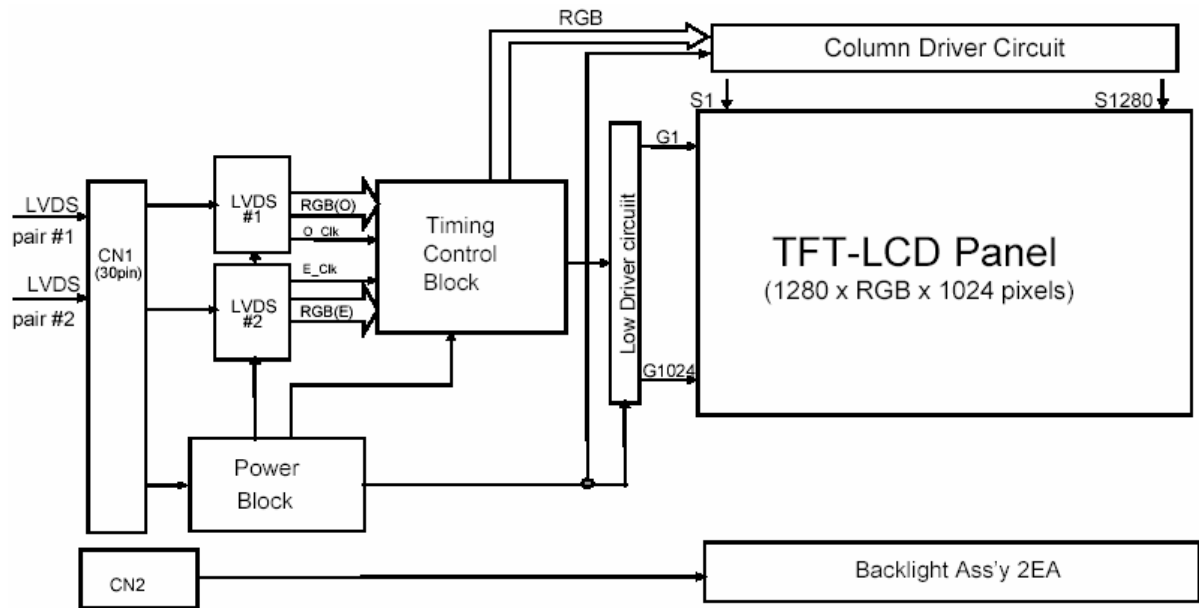 RGB
Column Driver Circuit
S1
S1280
G1
LVDS
pair #1
LVDS
pair #2
CN1
(30pin)
LVDS
#1
RGB(O)
O_Clk
E_Clk
LVDS
#2
RGB(E)
Timing
Control
Block
Low Driver circuiit
TFT-LCD Panel
(1280 x RGB x 1024 pixels)
G1024
Power
Block
CN2
Backlight Ass'y 2EA